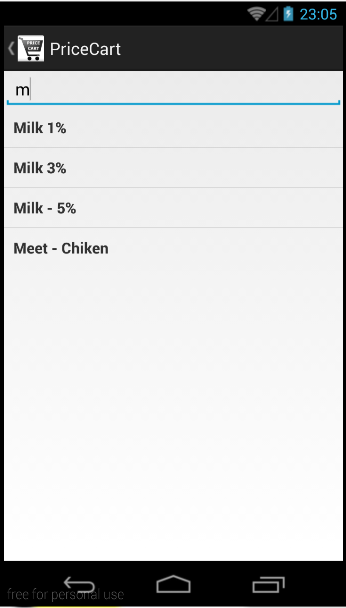 23:05
PRICE
CART
PriceCart
m
Milk 1%
Milk 3%
Milk - 5%
Meet - Chiken
free for personal use